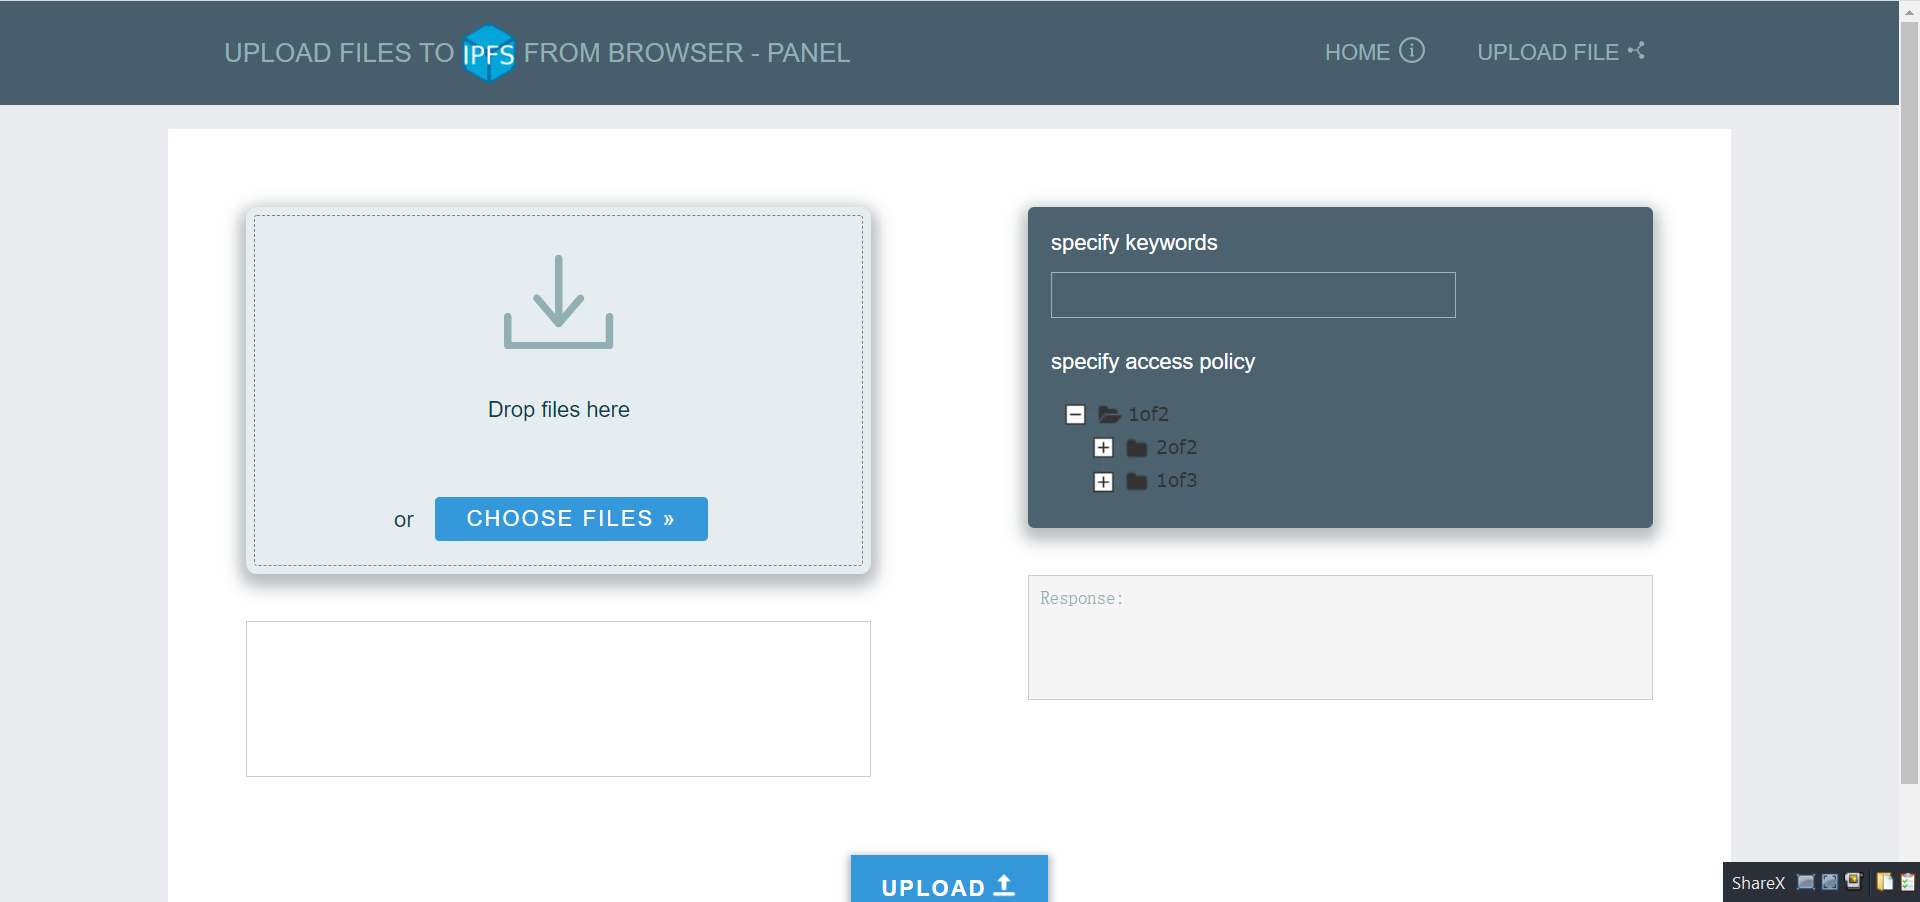 UPLOAD FILES TO IPFS FROM BROWSER - PANEL
HOME
UPLOAD FILE
Drop files here
or
CHOOSE FILES »
specify keywords
specify access policy
1of2
2of2
1of3
Response:
UPLOAD
ShareX